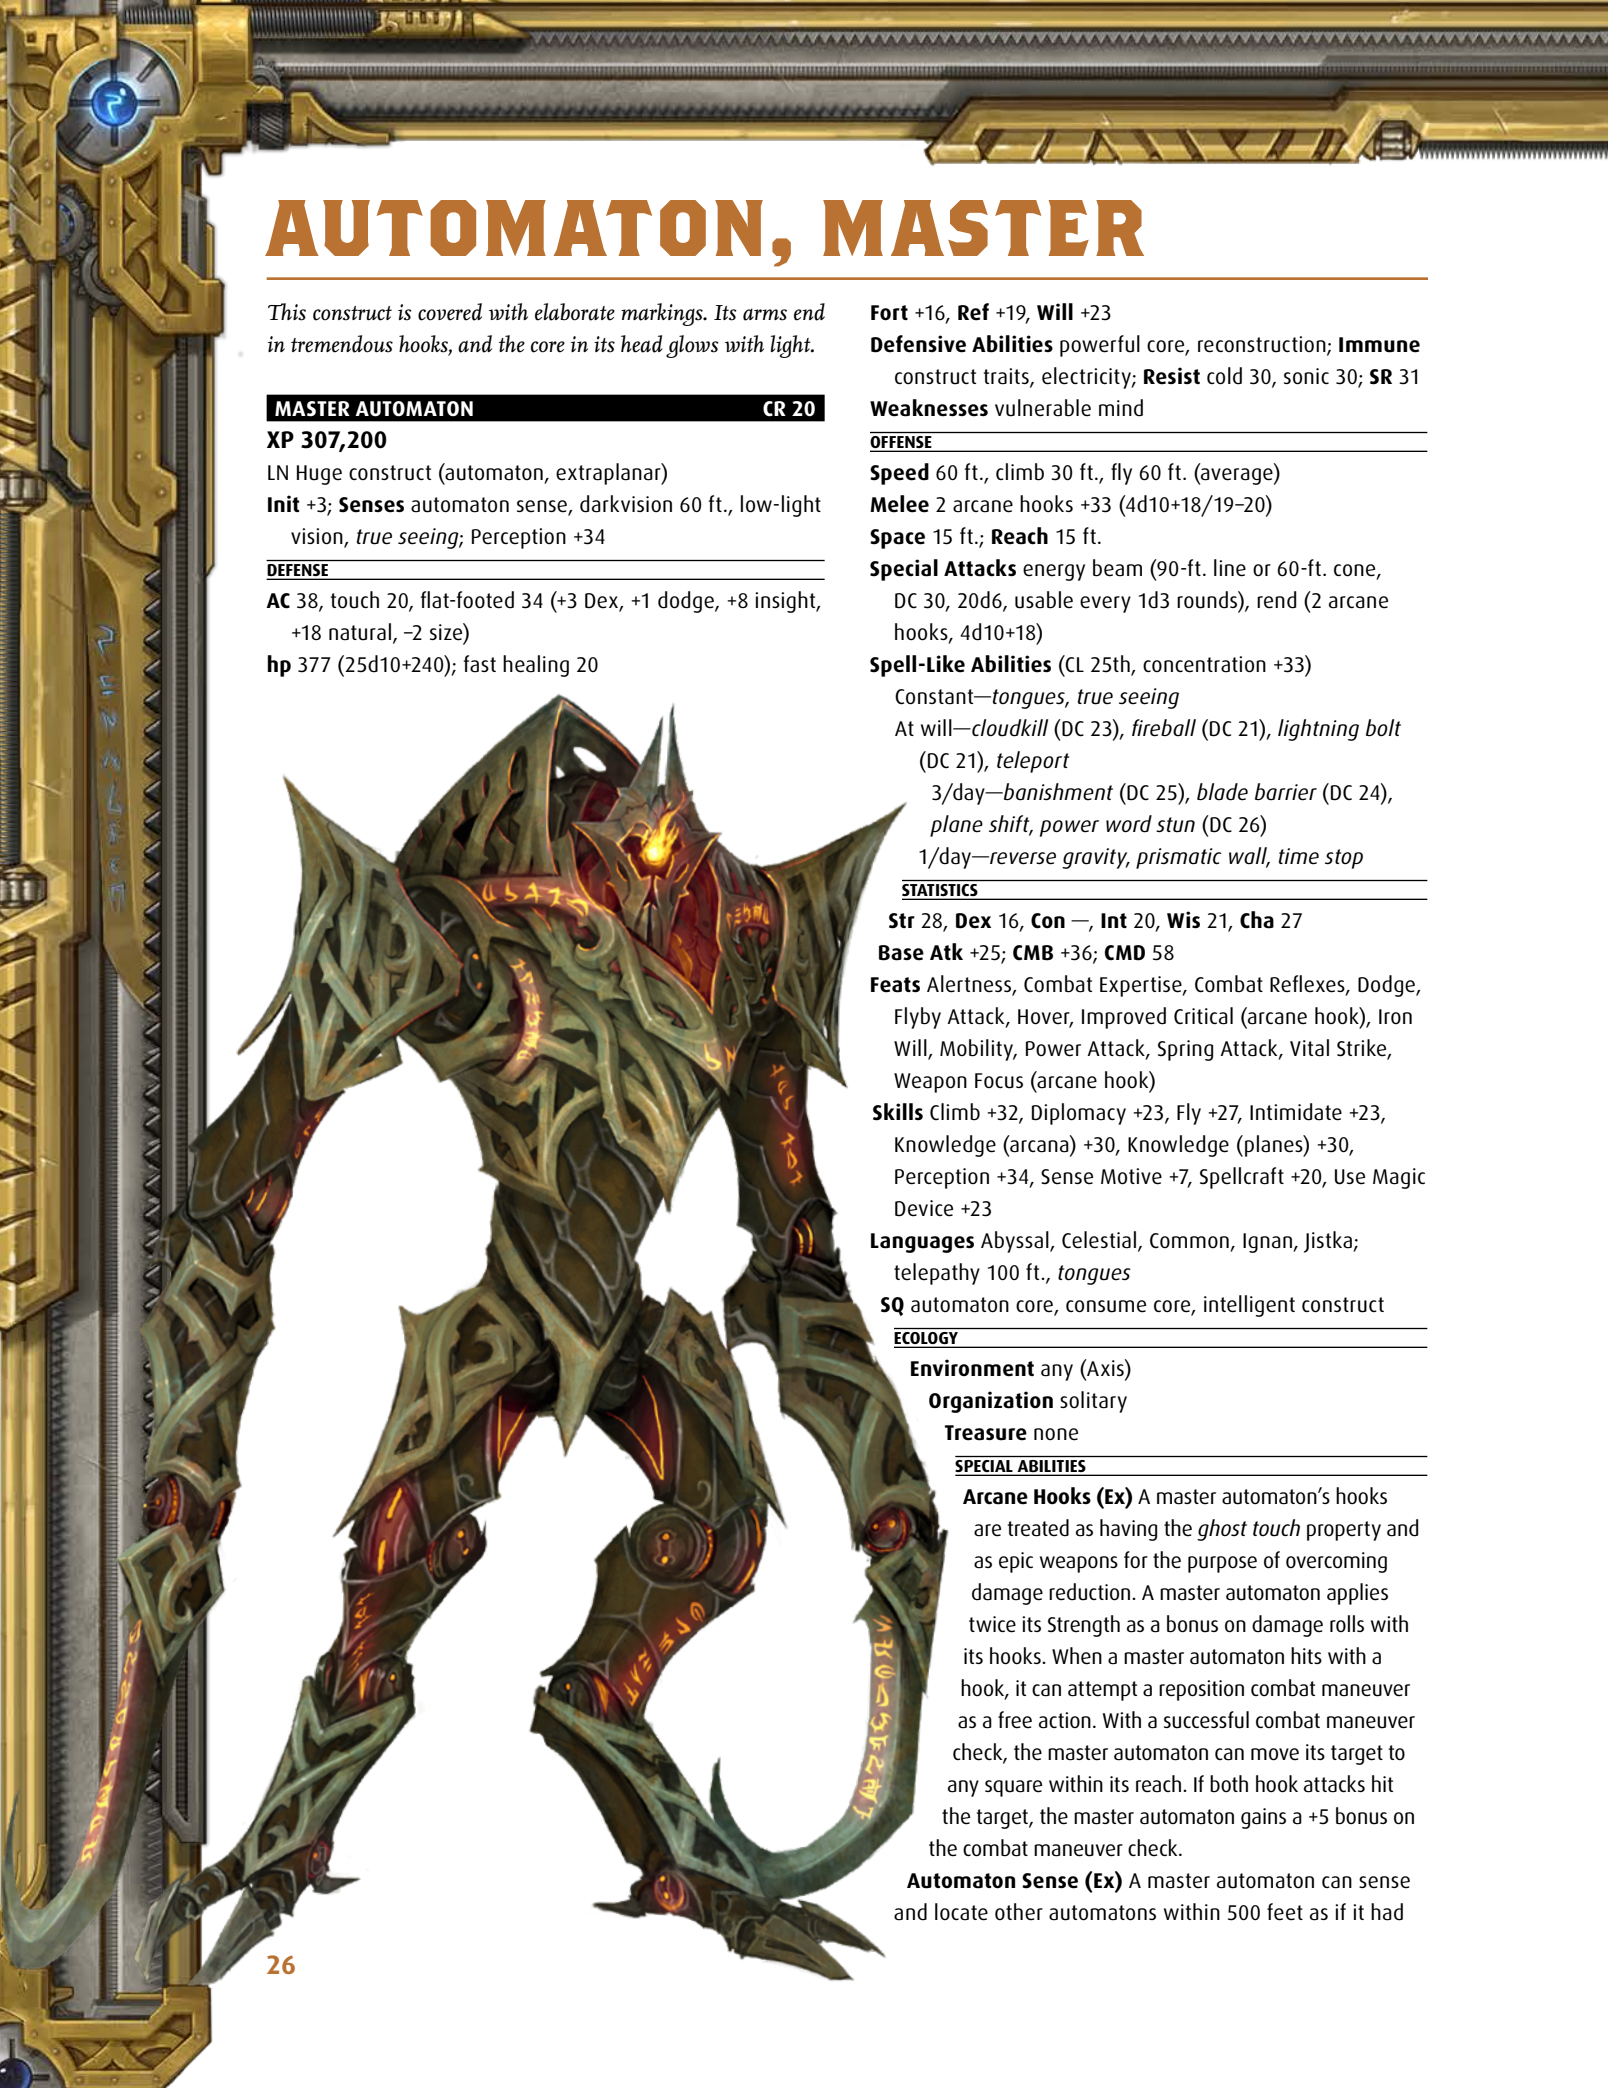 AUTOMATON, MASTER
This construct is covered with elaborate markings. Its arms end
in tremendous hooks, and the core in its head glows with light.
MASTER AUTOMATON CR 20
XP 307,200
LN Huge construct (automaton, extraplanar)
Init +3; Senses automaton sense, darkvision 60 ft., low-light
vision, true seeing; Perception +34
DEFENSE
AC 38, touch 20, flat-footed 34 (+3 Dex, +1 dodge, +8 insight,
+18 natural, –2 size)
hp 377 (25d10+240); fast healing 20
Fort +16, Ref +19, Will +23
Defensive Abilities powerful core, reconstruction; Immune
construct traits, electricity; Resist cold 30, sonic 30; SR 31
Weaknesses vulnerable mind
OFFENSE
Speed 60 ft., climb 30 ft., fly 60 ft. (average)
Melee 2 arcane hooks +33 (4d10+18/19–20)
Space 15 ft.; Reach 15 ft.
Special Attacks energy beam (90-ft. line or 60-ft. cone,
DC 30, 20d6, usable every 1d3 rounds), rend (2 arcane
hooks, 4d10+18)
Spell-Like Abilities (CL 25th, concentration +33)
Constant—tongues, true seeing
At will—cloudkill (DC 23), fireball (DC 21), lightning bolt
(DC 21), teleport
3/day—banishment (DC 25), blade barrier (DC 24),
plane shift, power word stun (DC 26)
1/day—reverse gravity, prismatic wall, time stop
STATISTICS
Str 28, Dex 16, Con —, Int 20, Wis 21, Cha 27
Base Atk +25; CMB +36; CMD 58
Feats Alertness, Combat Expertise, Combat Reflexes, Dodge,
Flyby Attack, Hover, Improved Critical (arcane hook), Iron
Will, Mobility, Power Attack, Spring Attack, Vital Strike,
Weapon Focus (arcane hook)
Skills Climb +32, Diplomacy +23, Fly +27, Intimidate +23,
Knowledge (arcana) +30, Knowledge (planes) +30,
Perception +34, Sense Motive +7, Spellcraft +20, Use Magic
Device +23
Languages Abyssal, Celestial, Common, Ignan, Jistka;
telepathy 100 ft., tongues
SQ automaton core, consume core, intelligent construct
ECOLOGY
Environment any (Axis)
Organization solitary
Treasure none
SPECIAL ABILITIES
Arcane Hooks (Ex) A master automaton’s hooks
are treated as having the ghost touch property and
as epic weapons for the purpose of overcoming
damage reduction. A master automaton applies
twice its Strength as a bonus on damage rolls with
its hooks. When a master automaton hits with a
hook, it can attempt a reposition combat maneuver
as a free action. With a successful combat maneuver
check, the master automaton can move its target to
any square within its reach. If both hook attacks hit
the target, the master automaton gains a +5 bonus on
the combat maneuver check.
Automaton Sense (Ex) A master automaton can sense
and locate other automatons within 500 feet as if it had
26